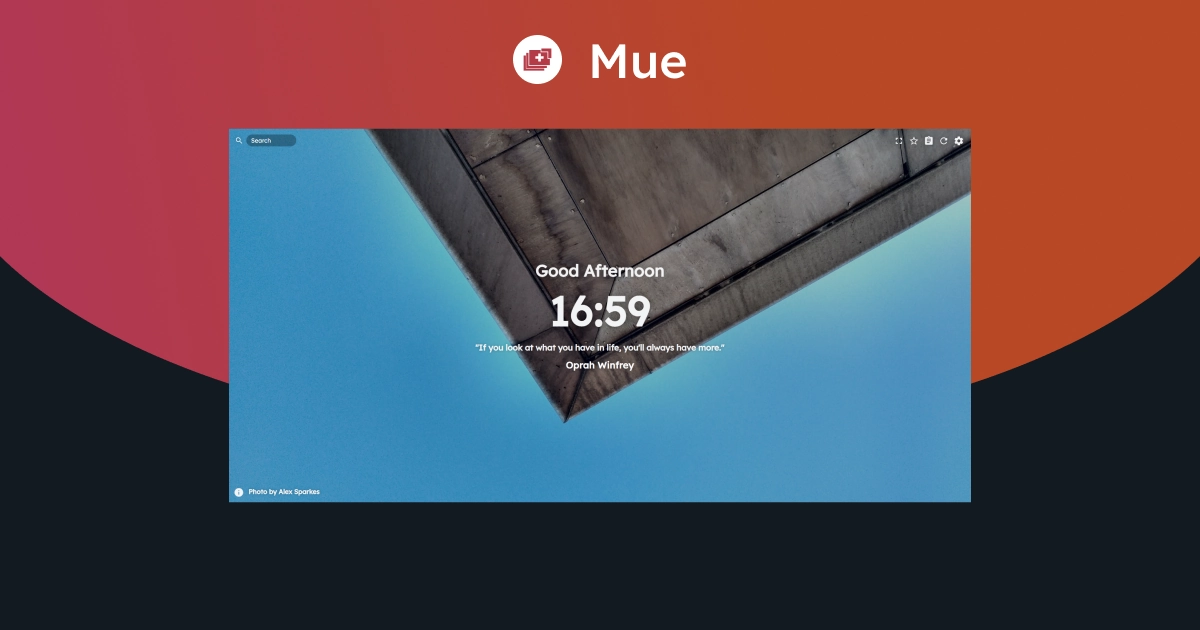 Mue
Search
Good Afternoon
16:59
"If you look at what you have in life, you'll always have more."
Oprah Winfrey
Photo by Alex Sparkes